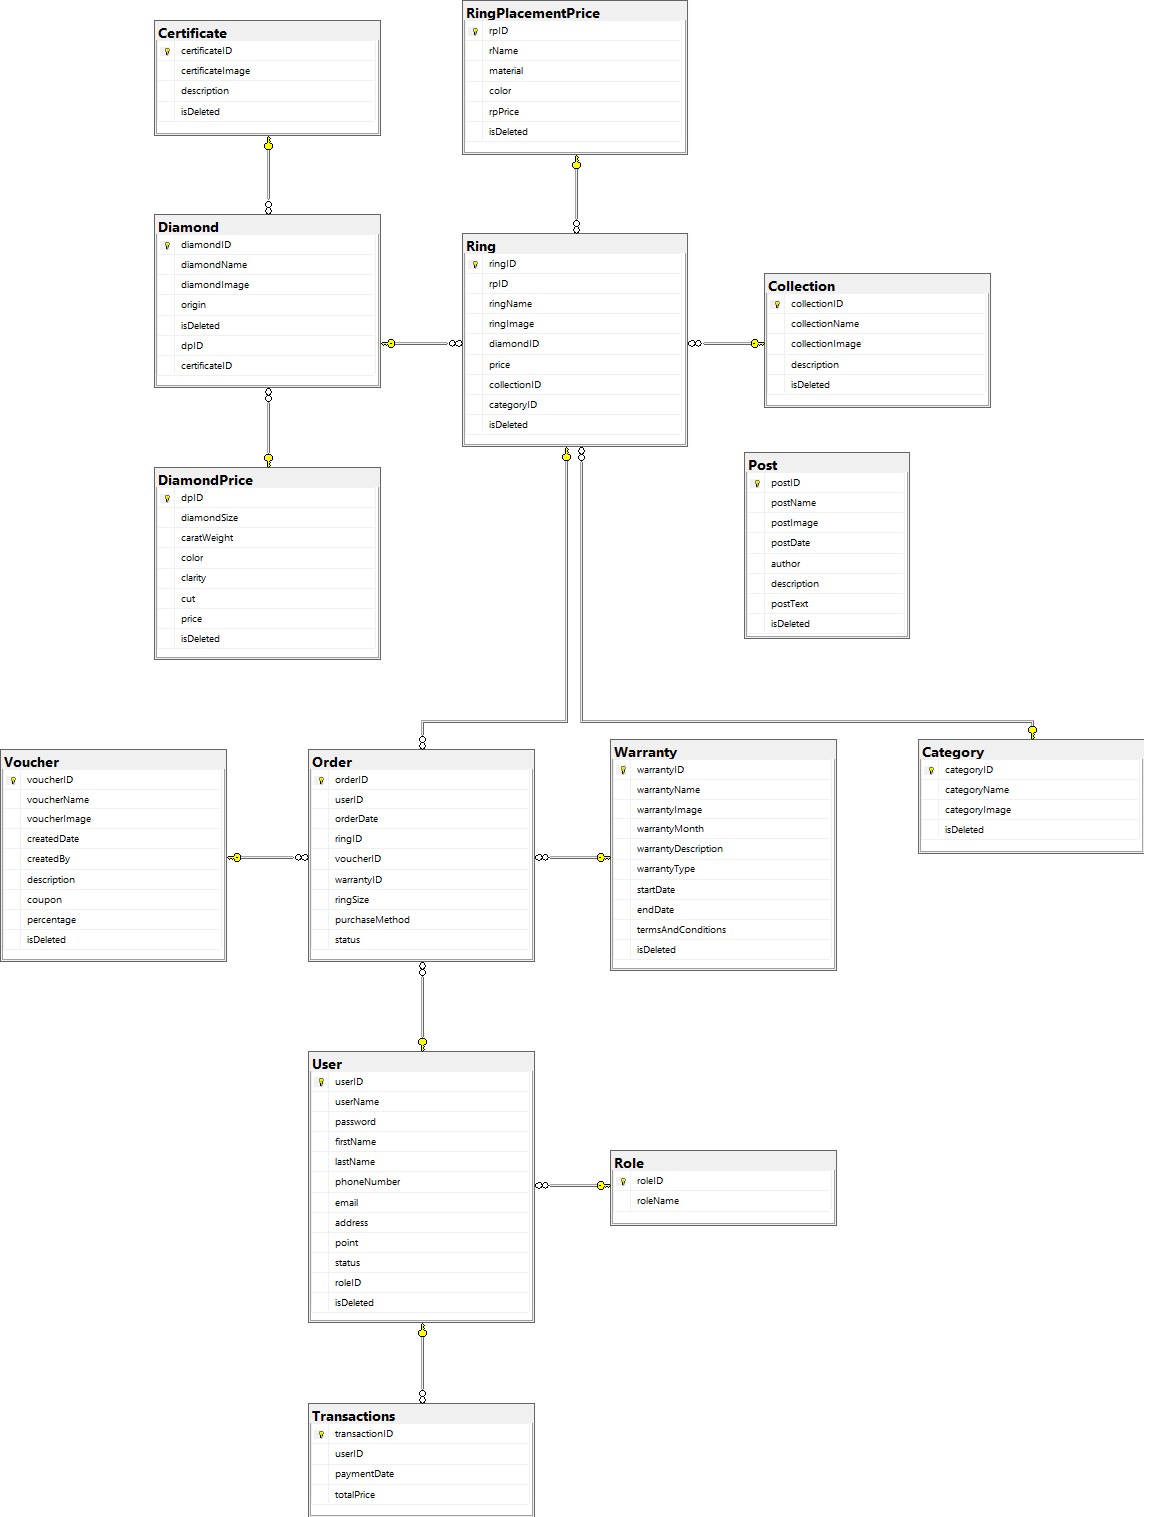 RingPlacementPrice
rpID
rName
material
color
rpPrice
isDeleted
Certificate
certificateID
certificateImage
description
isDeleted
Diamond
diamondID
diamondName
diamondImage
origin
isDeleted
dpID
certificateID
Ring
ringID
rpID
ringName
ringImage
diamondID
price
collectionID
categoryID
isDeleted
Collection
collectionID
collectionName
collectionImage
description
isDeleted
Post
postID
postName
postImage
postDate
author
description
postText
isDeleted
DiamondPrice
dpID
diamondSize
caratWeight
color
clarity
cut
price
isDeleted
Voucher
voucherID
voucherName
voucherImage
createdDate
createdBy
description
coupon
percentage
isDeleted
Order
orderID
userID
orderDate
ringID
voucherID
warrantyID
ringSize
purchaseMethod
status
Warranty
warrantyID
warrantyName
warrantyImage
warrantyMonth
warrantyDescription
warrantyType
startDate
endDate
termsAndConditions
isDeleted
Category
categoryID
categoryName
categoryImage
isDeleted
User
userID
userName
password
firstName
lastName
phoneNumber
email
address
point
status
roleID
isDeleted
Role
roleID
roleName
Transactions
transactionID
userID
paymentDate
totalPrice